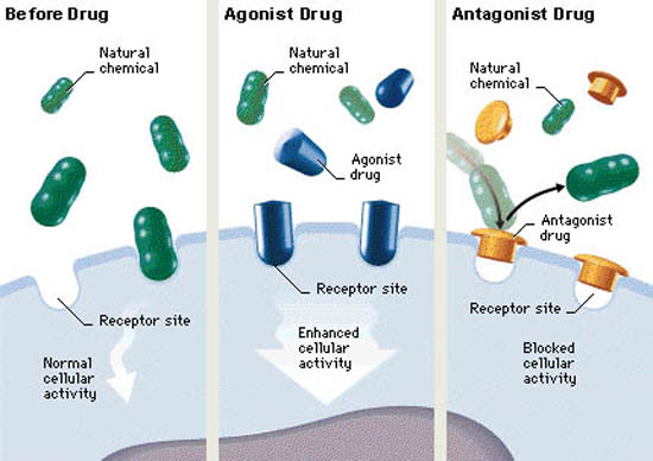 Before Drug
Natural
chemical
Receptor site
Normal
cellular
activity
Agonist Drug
Natural
chemical
Agonist
drug
Receptor site
Enhanced
cellular
activity
Antagonist Drug
Natural
chemical
Antagonist
drug
Receptor site
Blocked
cellular
activity